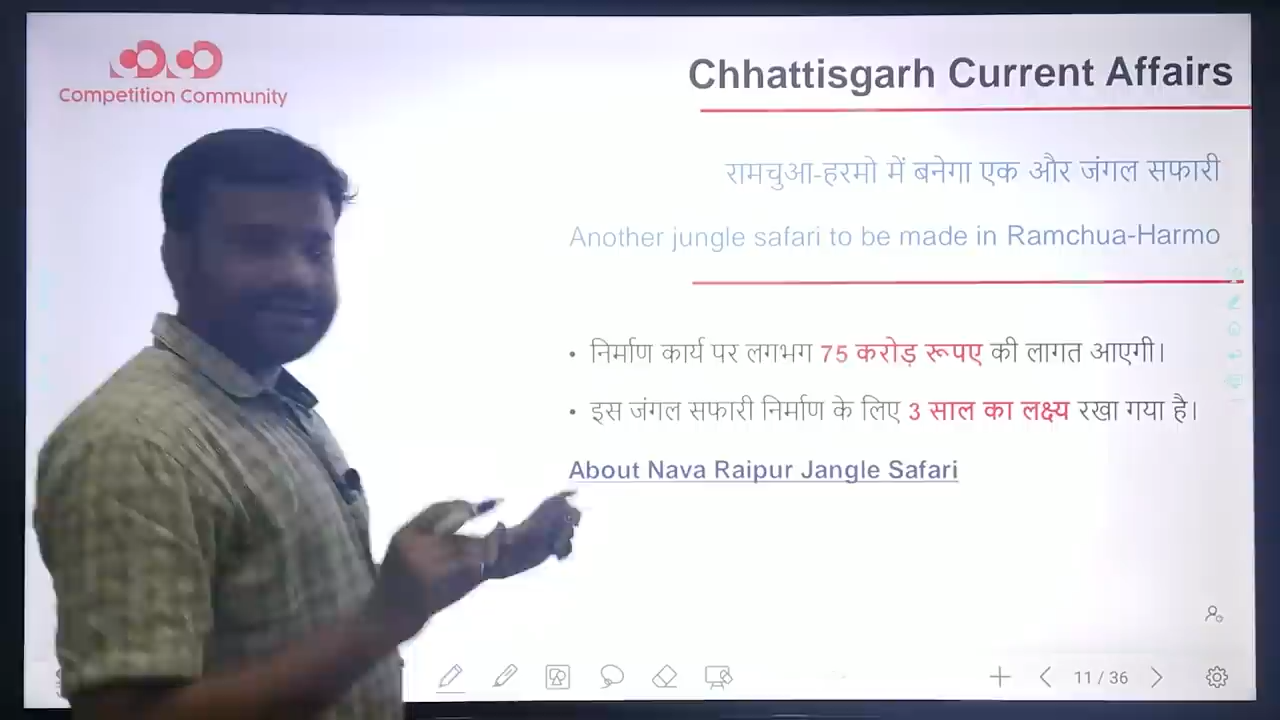 Competition Community
Chhattisgarh Current Affairs
रामचुआ-हरमो में बनेगा एक और जंगल सफारी
Another jungle safari to be made in Ramchua-Harmo
• निर्माण कार्य पर लगभग 75 करोड़ रूपए की लागत आएगी।
• इस जंगल सफारी निर्माण के लिए 3 साल का लक्ष्य रखा गया है।
About Nava Raipur Jangle Safari
11 / 36